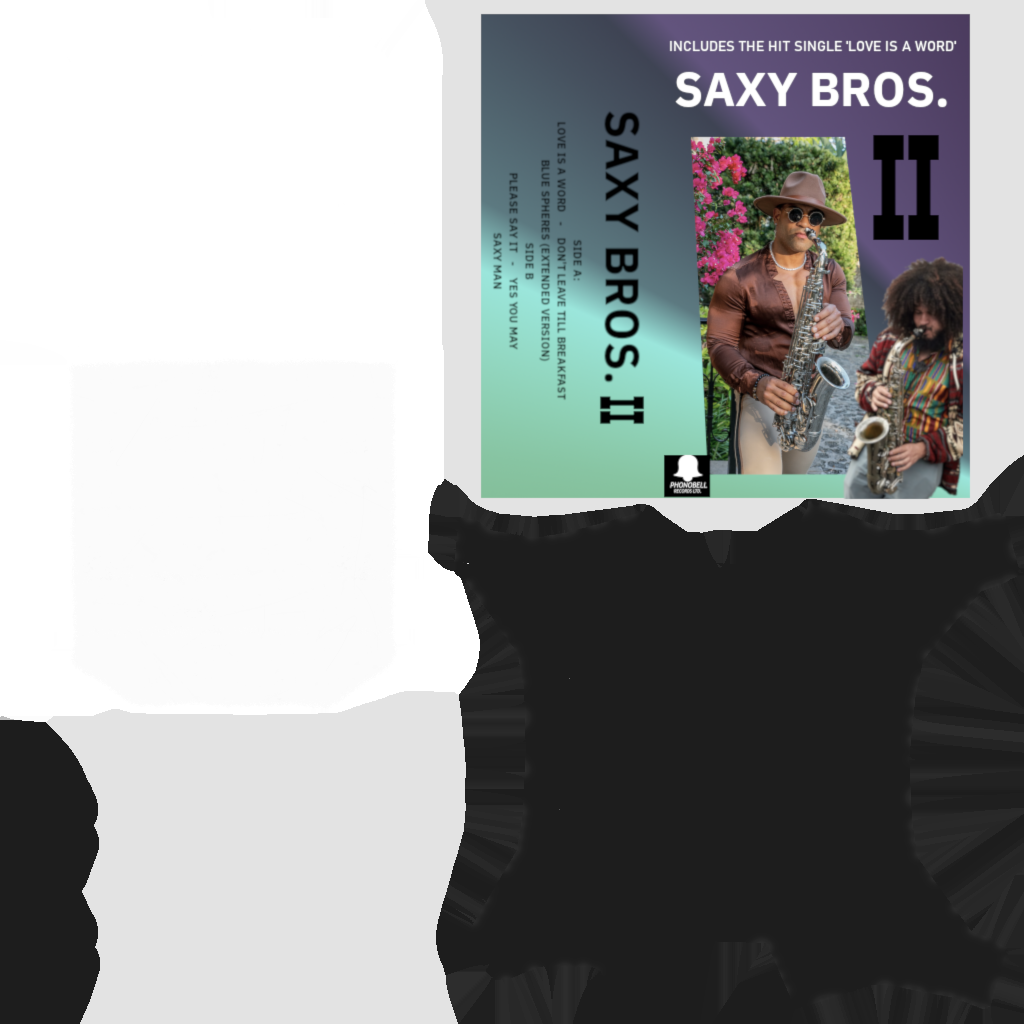 INCLUDES THE HIT SINGLE 'LOVE IS A WORD'
SAXY BROS.
II
SAXY BROS. II
SIDE A:
LOVE IS A WORD - DON'T LEAVE TILL BREAKFAST
BLUE SPHERES (EXTENDED VERSION)
SIDE B
PLEASE SAY IT - YES YOU MAY
SAXY MAN
PHONOBELL
RECORDS LTD.